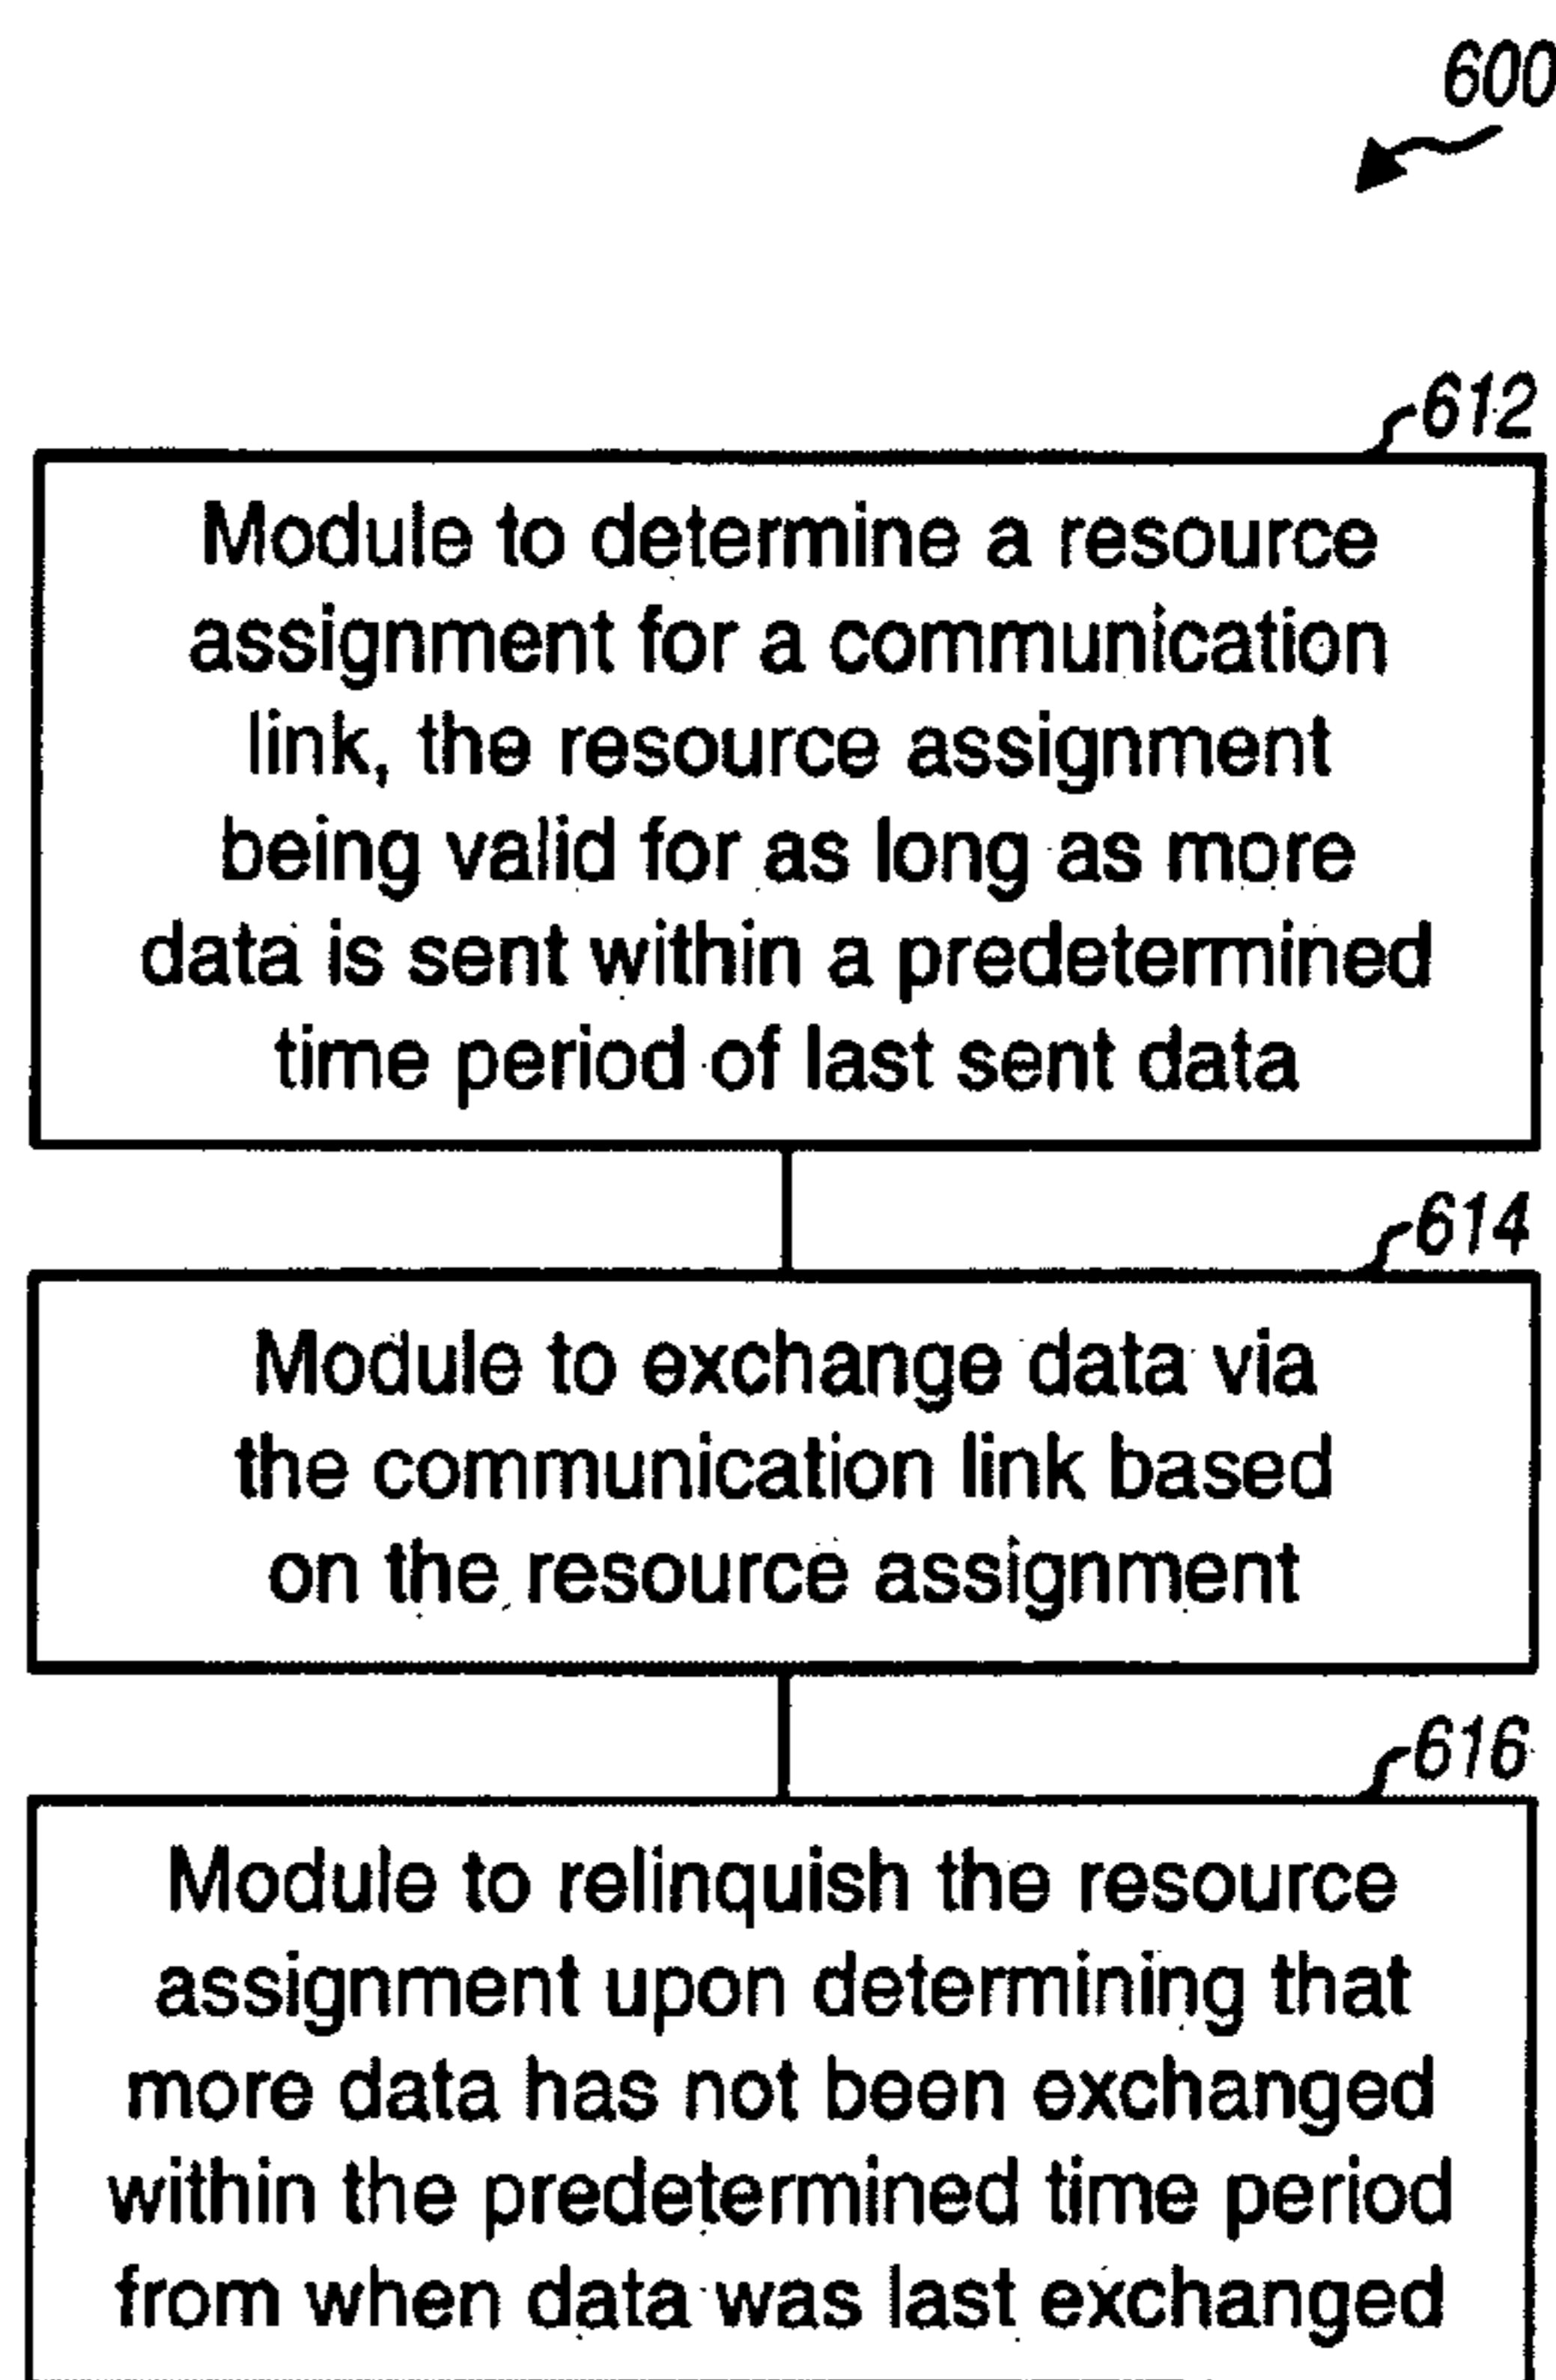 600
612
Module to determine a resource
assignment for a communication
link, the resource assignment
being valid for as long as more
data is sent within a predetermined
time period of last sent data
614
Module to exchange data via
the communication link based
on the resource assignment
616
Module to relinquish the resource
assignment upon determining that
more data has not been exchanged
within the predetermined time period
from when data was last exchanged